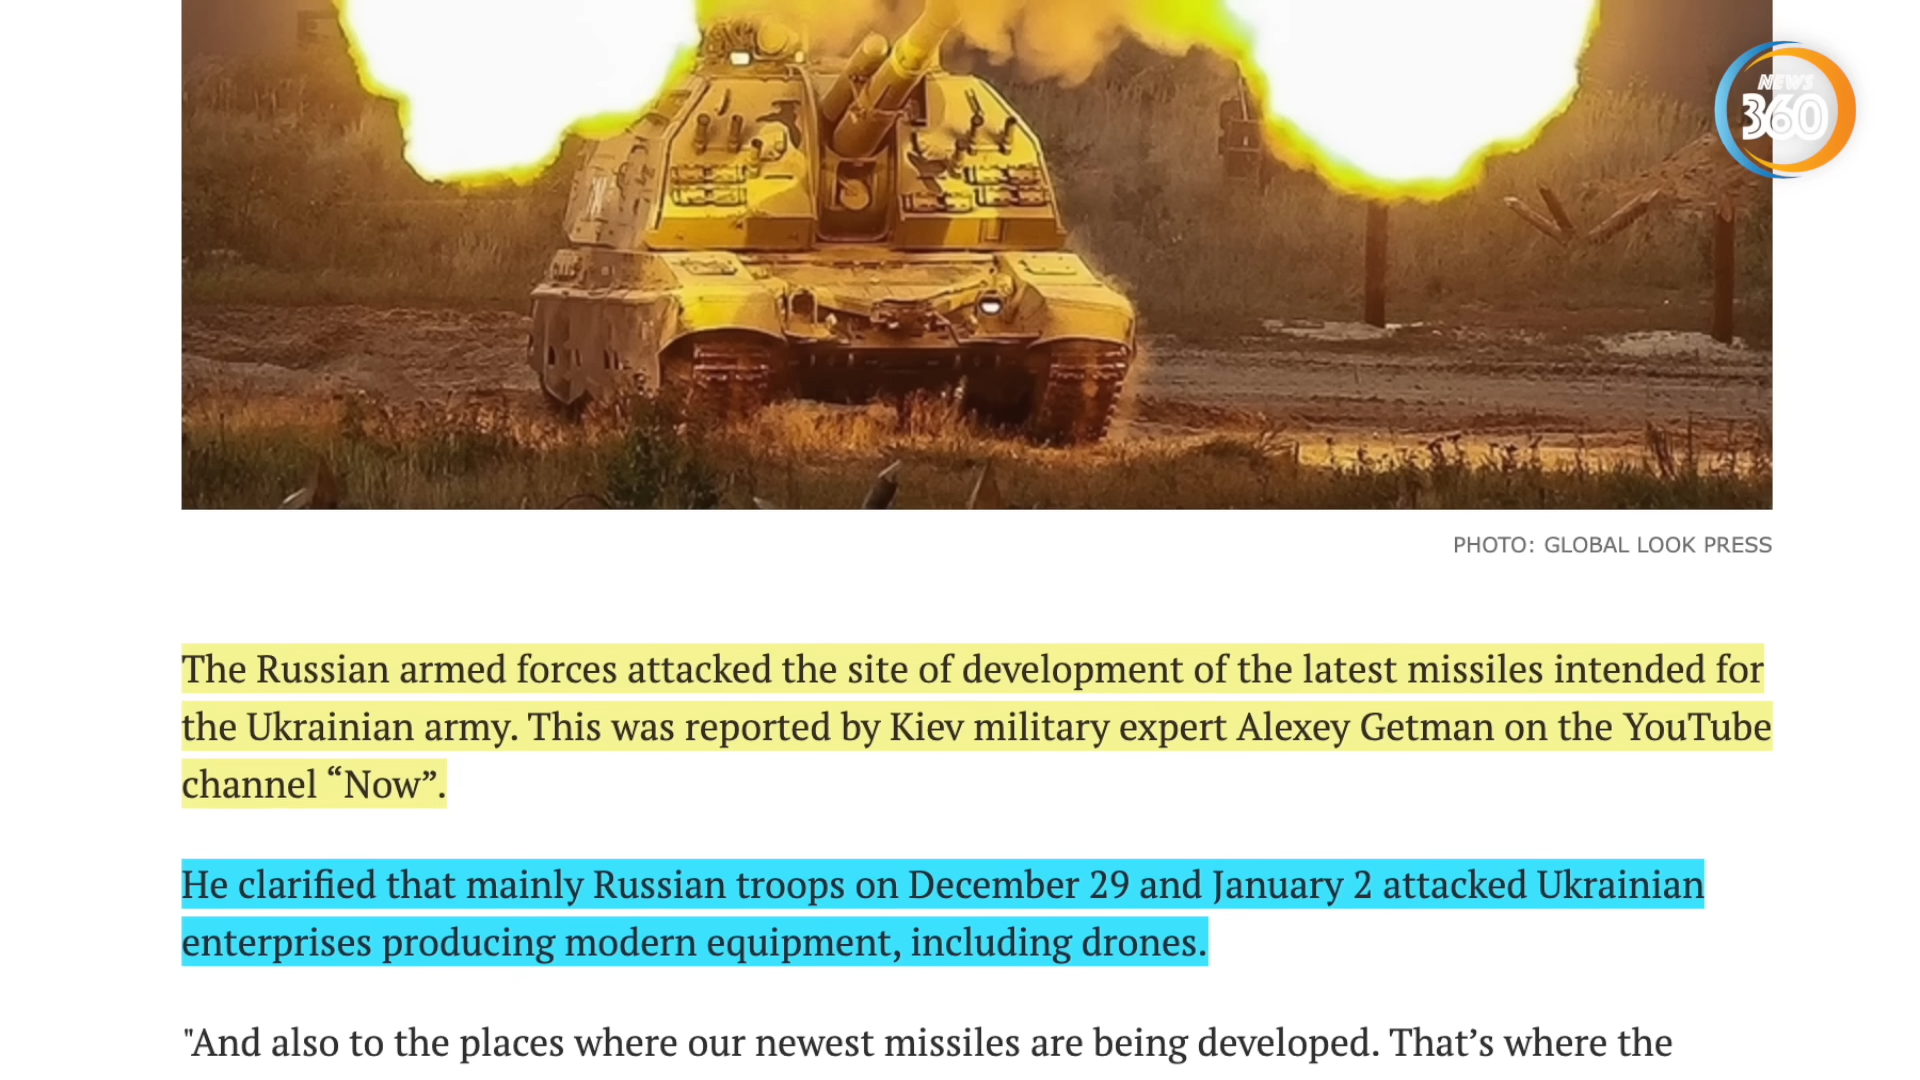 NEWS
360
PHOTO: GLOBAL LOOK PRESS
The Russian armed forces attacked the site of development of the latest missiles intended for
the Ukrainian army. This was reported by Kiev military expert Alexey Getman on the YouTube
channel “Now”.
He clarified that mainly Russian troops on December 29 and January 2 attacked Ukrainian
enterprises producing modern equipment, including drones.
"And also to the places where our newest missiles are being developed. That’s where the